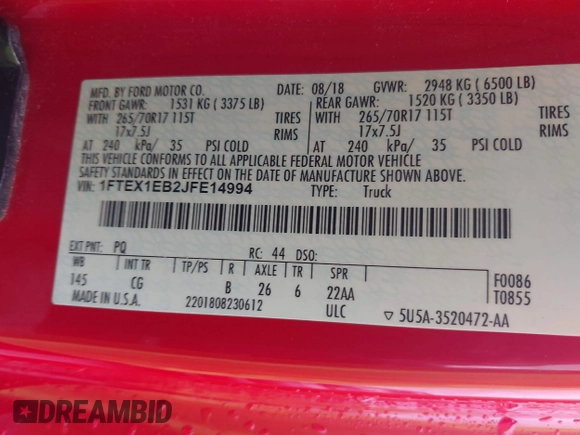 MFD. BY FORD MOTOR CO. DATE: 08/18 GVWR: 2948 KG ( 6500 LB)
FRONT GAWR: 1531 KG ( 3375 LB) REAR GAWR: 1520 KG ( 3350 LB)
WITH 265/70R17 115T TIRES WITH 265/70R17 115T TIRES
17x7.5J RIMS 17x7.5J RIMS
AT 240 kPa/ 35 PSI COLD AT 240 kPa/ 35 PSI COLD
THIS VEHICLE CONFORMS TO ALL APPLICABLE FEDERAL MOTOR VEHICLE
SAFETY STANDARDS IN EFFECT ON THE DATE OF MANUFACTURE SHOWN ABOVE.
VIN: 1FTEX1EB2JFE14994 TYPE: Truck
EXT PNT: PQ RC: 44 DSO:
WB INT TR TP/PS R AXLE TR SPR
145 CG B 26 6 22AA
F0086
T0855
MADE IN U.S.A. 2201808230612 ULC ▽ 5U5A-3520472-AA
DREAMBID